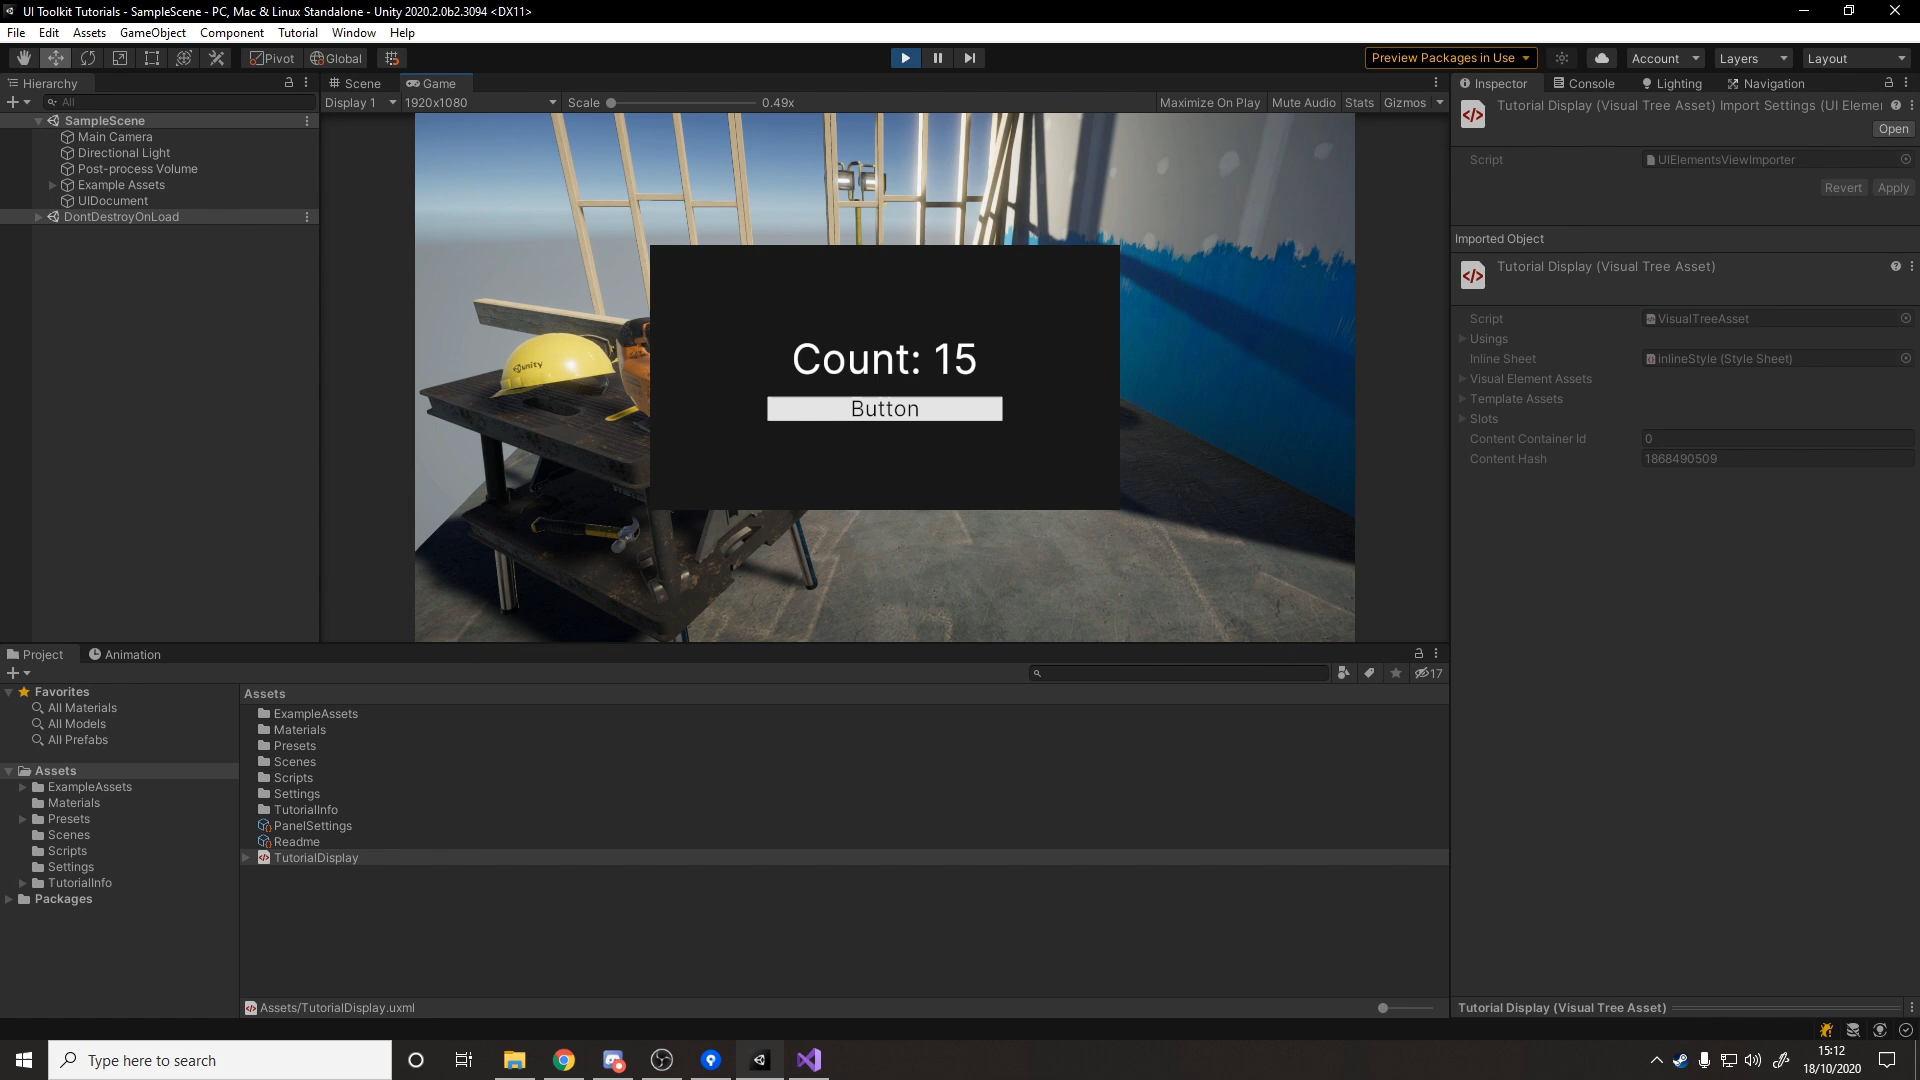 UI Toolkit Tutorials - SampleScene - PC, Mac & Linux Standalone - Unity 2020.2.0b2.3094 <DX11>
File Edit Assets GameObject Component Tutorial Window Help
Pivot Global Preview Packages in Use Account Layers Layout
Hierarchy
All
SampleScene
Main Camera
Directional Light
Post-process Volume
Example Assets
UIDocument
DontDestroyOnLoad
Scene Game
Display 1 1920x1080 Scale 0.49x Maximize On Play Mute Audio Stats Gizmos
unity
Count: 15
Button
Inspector Console Lighting Navigation
Tutorial Display (Visual Tree Asset) Import Settings (UI Elemer
Open
Script UIElementsViewImporter
Revert Apply
Imported Object
Tutorial Display (Visual Tree Asset)
Script VisualTreeAsset
Usings
Inline Sheet inlineStyle (Style Sheet)
Visual Element Assets
Template Assets
Slots
Content Container Id 0
Content Hash 1868490509
Project Animation
17
Favorites
All Materials
All Models
All Prefabs
Assets
ExampleAssets
Materials
Presets
Scenes
Scripts
Settings
TutorialInfo
Packages
Assets
ExampleAssets
Materials
Presets
Scenes
Scripts
Settings
TutorialInfo
PanelSettings
Readme
TutorialDisplay
Assets/TutorialDisplay.uxml
Tutorial Display (Visual Tree Asset)
Type here to search
15:12
18/10/2020